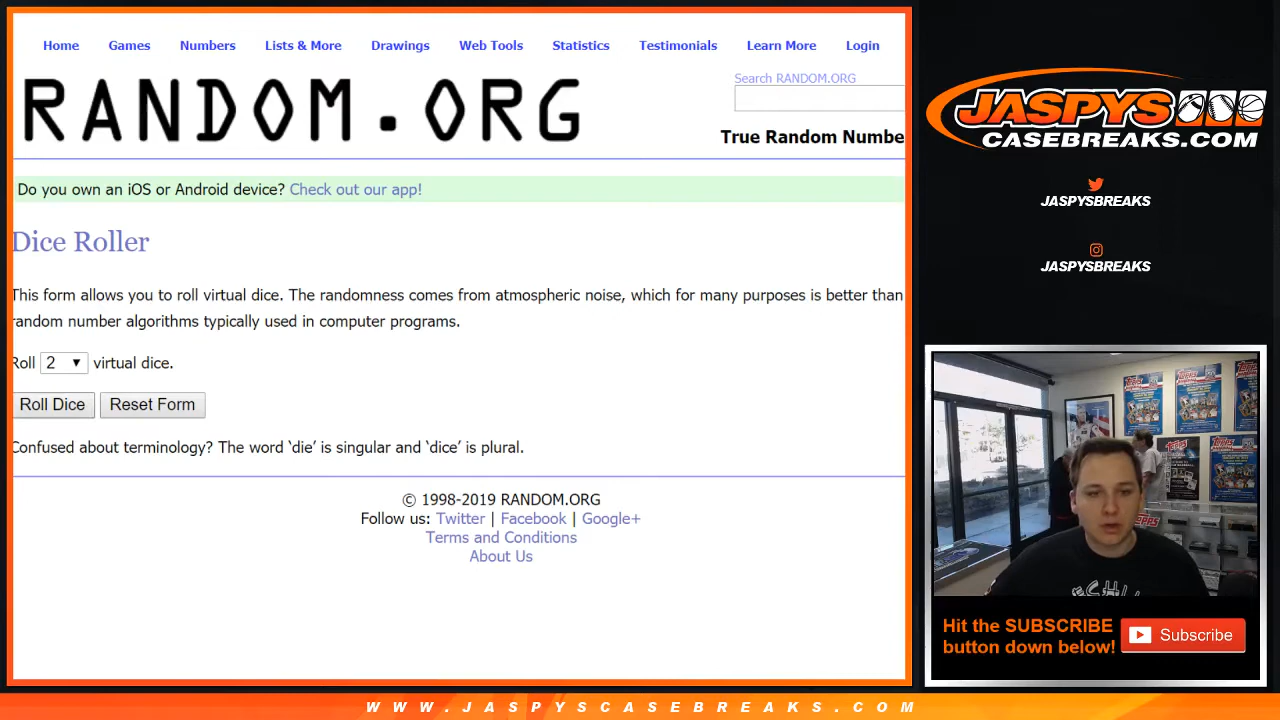 Home Games Numbers Lists & More Drawings Web Tools Statistics Testimonials Learn More Login
RANDOM.ORG
Search RANDOM.ORG
True Random Numbe
Do you own an iOS or Android device? Check out our app!
Dice Roller
This form allows you to roll virtual dice. The randomness comes from atmospheric noise, which for many purposes is better than
random number algorithms typically used in computer programs.
Roll 2 virtual dice.
Roll Dice Reset Form
Confused about terminology? The word ‘die’ is singular and ‘dice’ is plural.
© 1998-2019 RANDOM.ORG
Follow us: Twitter | Facebook | Google+
Terms and Conditions
About Us
JASPYS
CASEBREAKS.COM
JASPYSBREAKS
JASPYSBREAKS
Hit the SUBSCRIBE
button down below!
Subscribe
WWW.JASPYSCASEBREAKS.COM